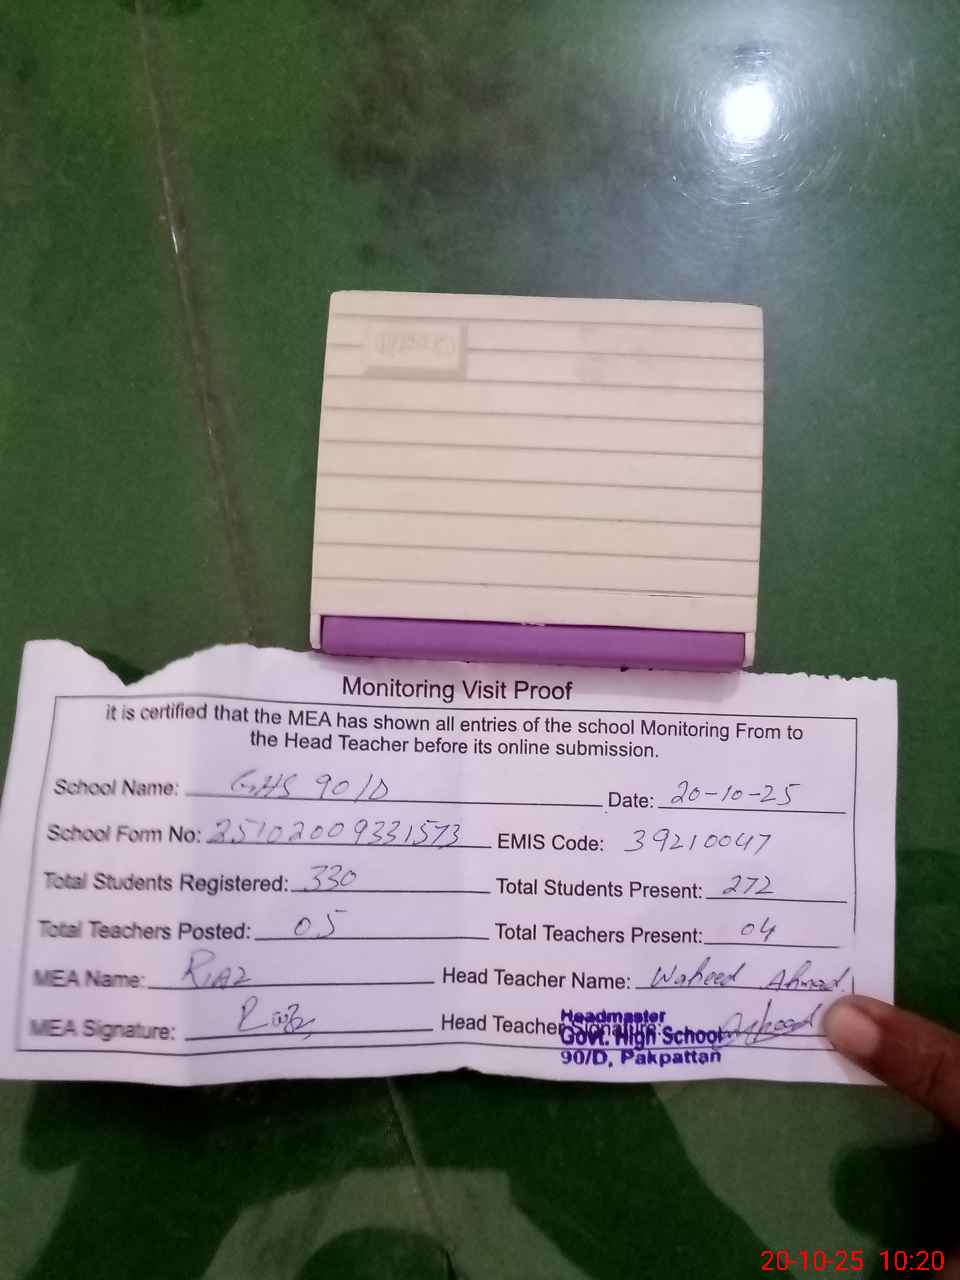 Monitoring Visit Proof
it is certified that the MEA has shown all entries of the school Monitoring From to
the Head Teacher before its online submission.
School Name: GHS 90/D Date: 20-10-25
School Form No: 25102009331573 EMIS Code: 39210047
Total Students Registered: 330 Total Students Present: 272
Total Teachers Posted: 05 Total Teachers Present: 04
MEA Name: RIAZ Head Teacher Name: Waheed Ahmad.
MEA Signature: Head Teacher Signature:
Headmaster
Govt. High School
90/D, Pakpattan
20-10-25 10:20